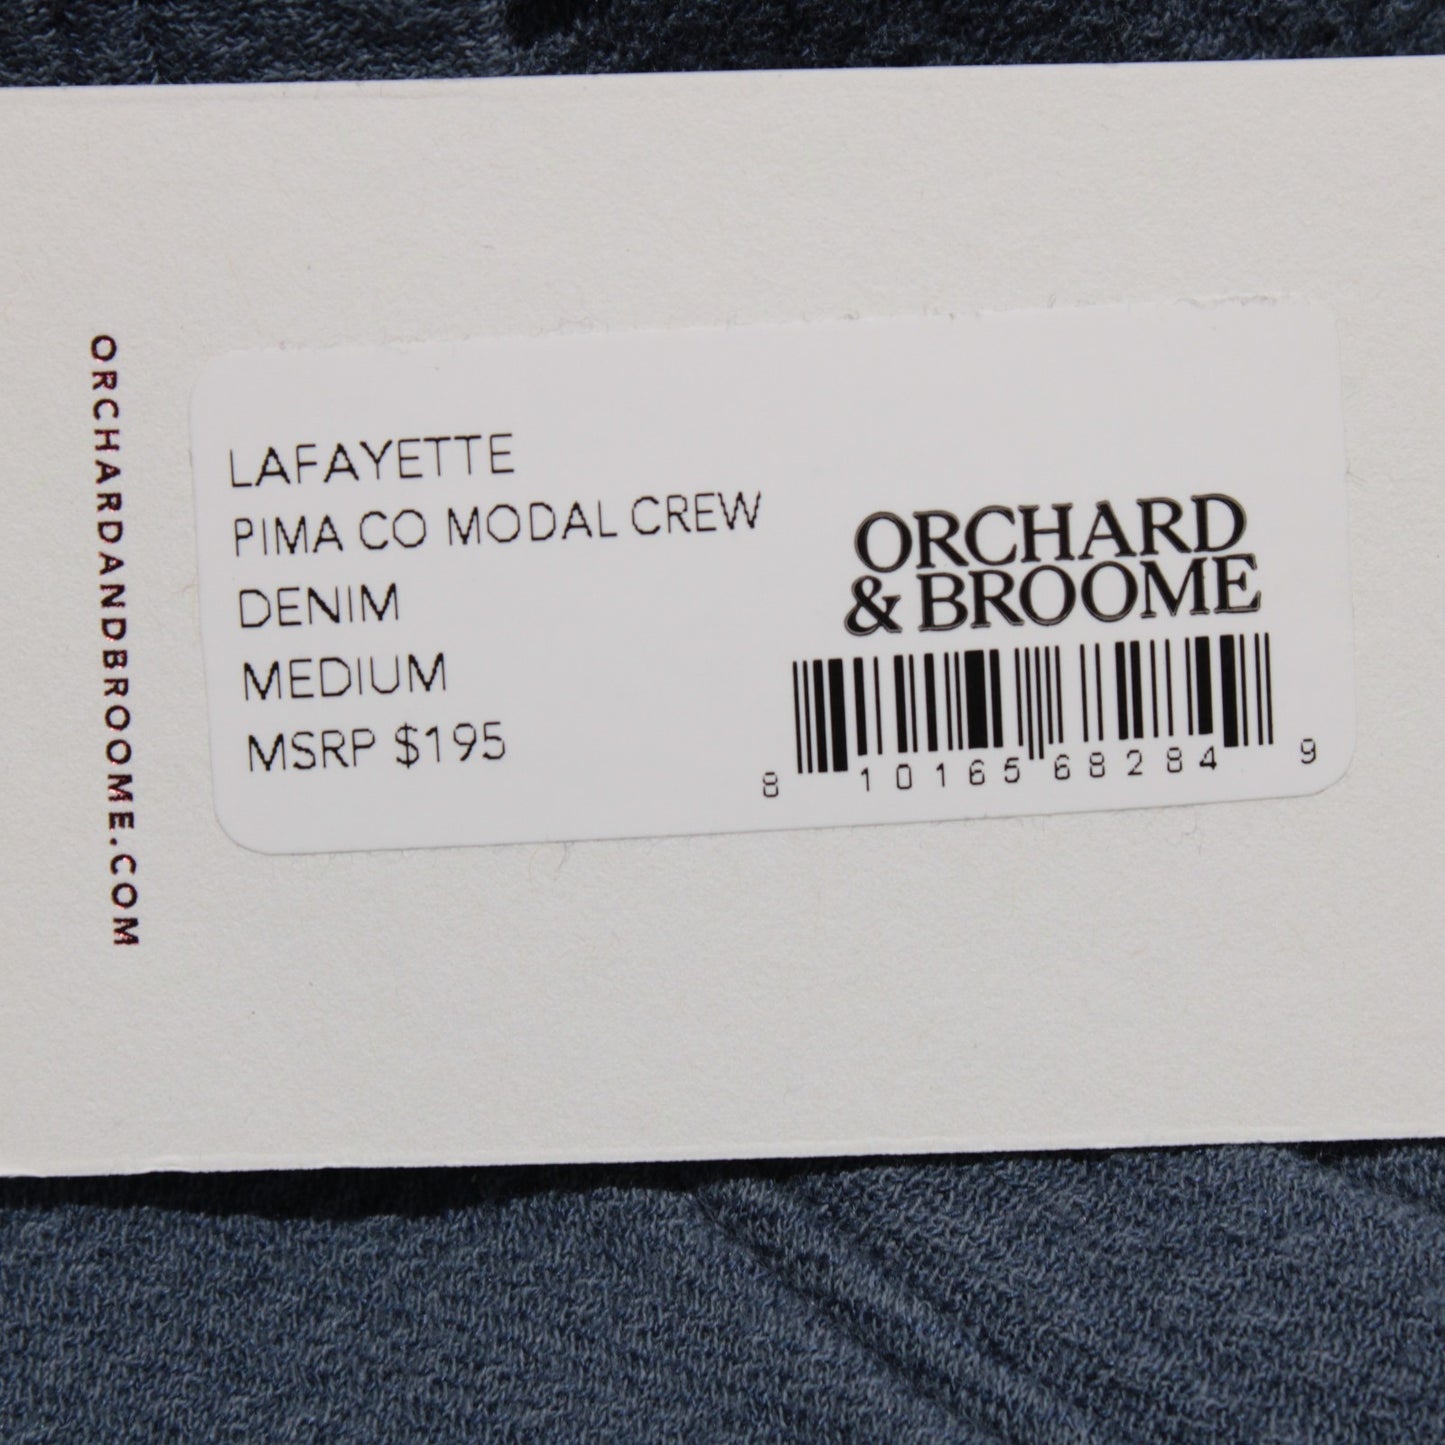 ORCHARDANDBROOME.COM
LAFAYETTE
PIMA CO MODAL CREW
DENIM
MEDIUM
MSRP $195
ORCHARD
& BROOME
8 10165 68284 9